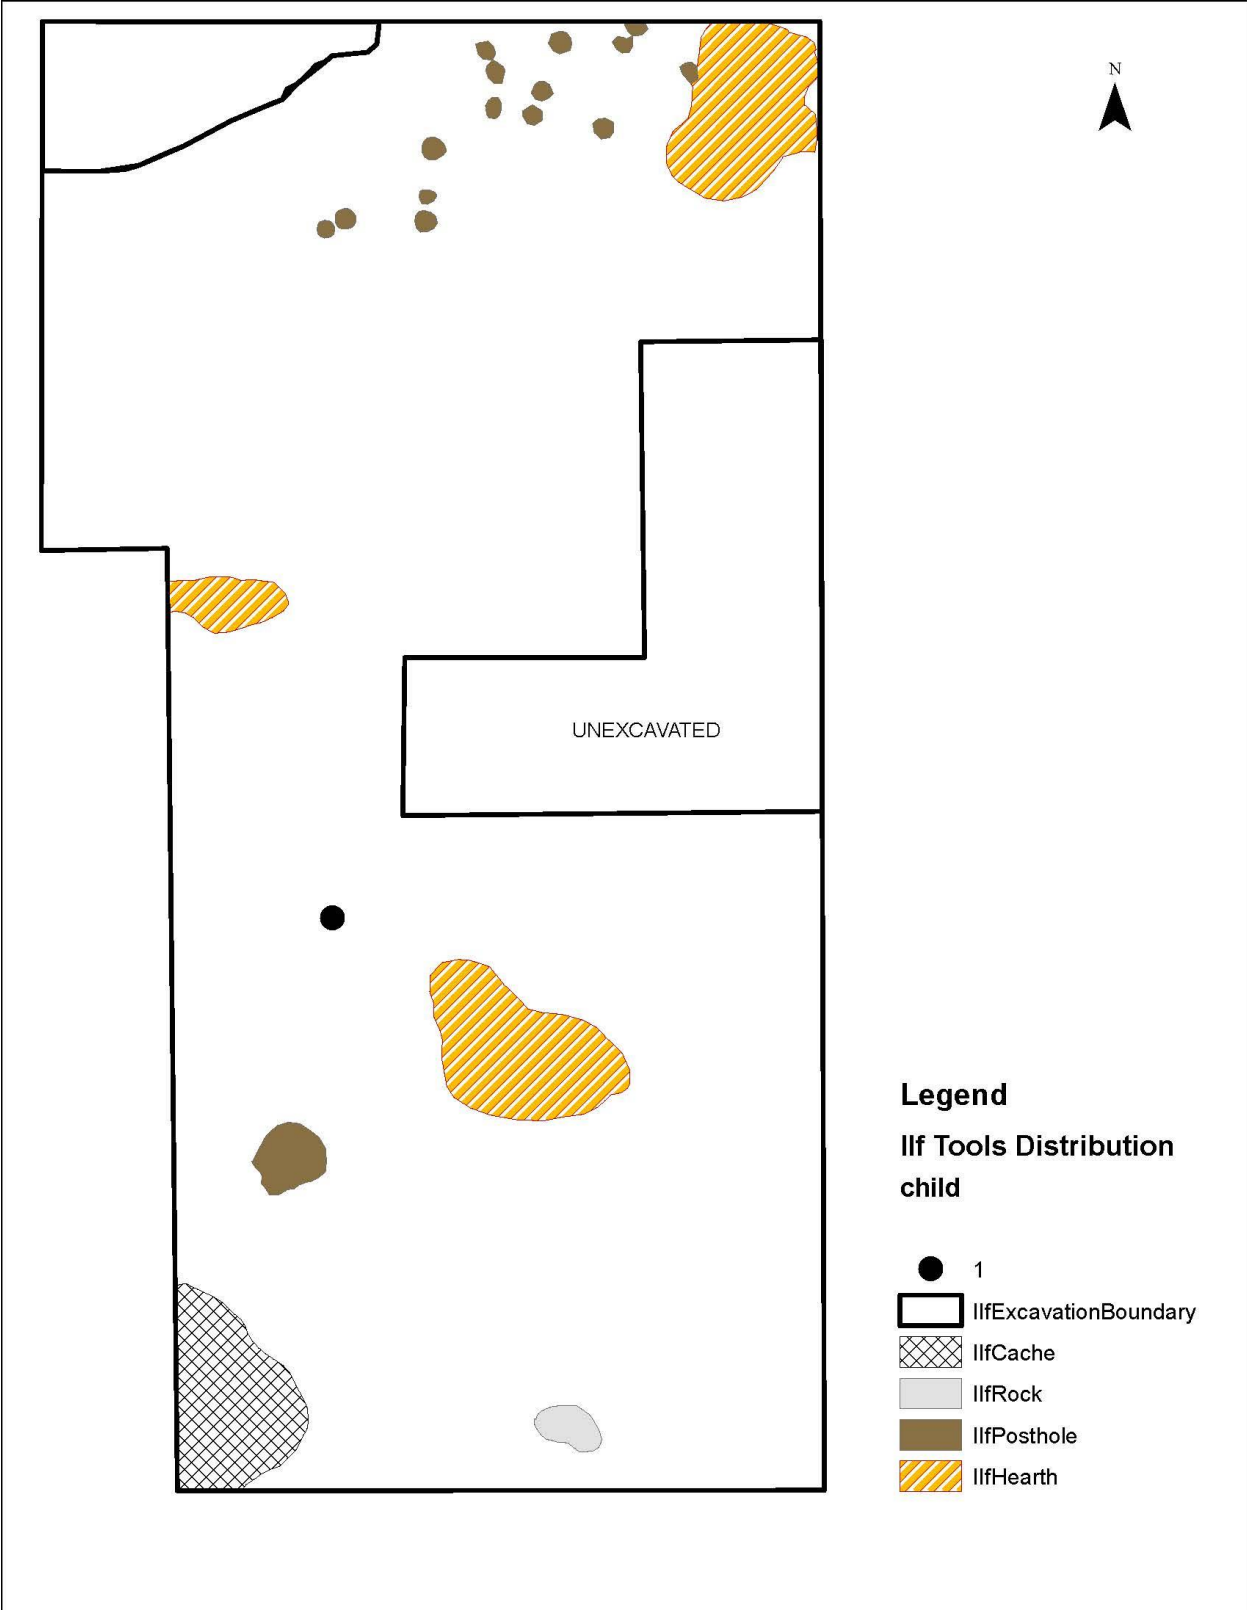 N
UNEXCAVATED
Legend
IIf Tools Distribution
child
1
IIfExcavationBoundary
IIfCache
IIfRock
IIfPosthole
IIfHearth